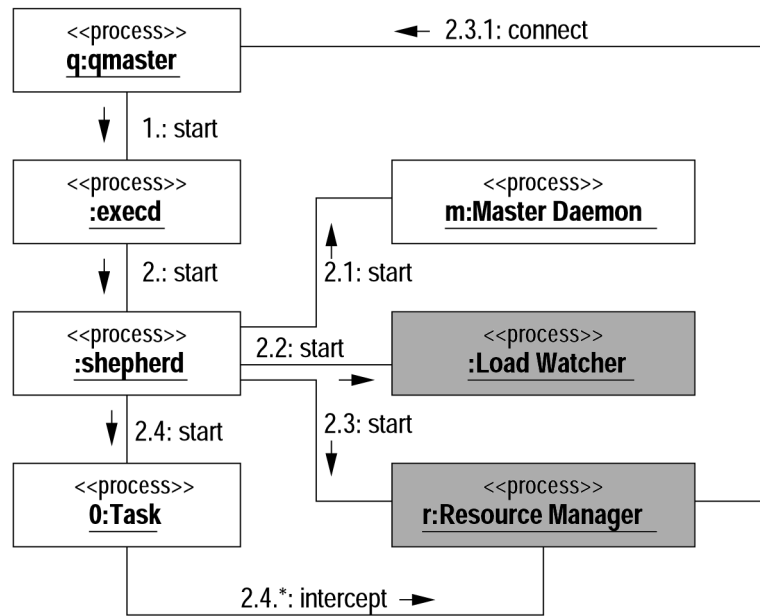 <<process>>
q:qmaster
2.3.1: connect
1.: start
<<process>>
:execd
<<process>>
m:Master Daemon
2.: start
2.1: start
<<process>>
:shepherd
2.2: start
<<process>>
:Load Watcher
2.4: start
2.3: start
<<process>>
0:Task
<<process>>
r:Resource Manager
2.4.*: intercept